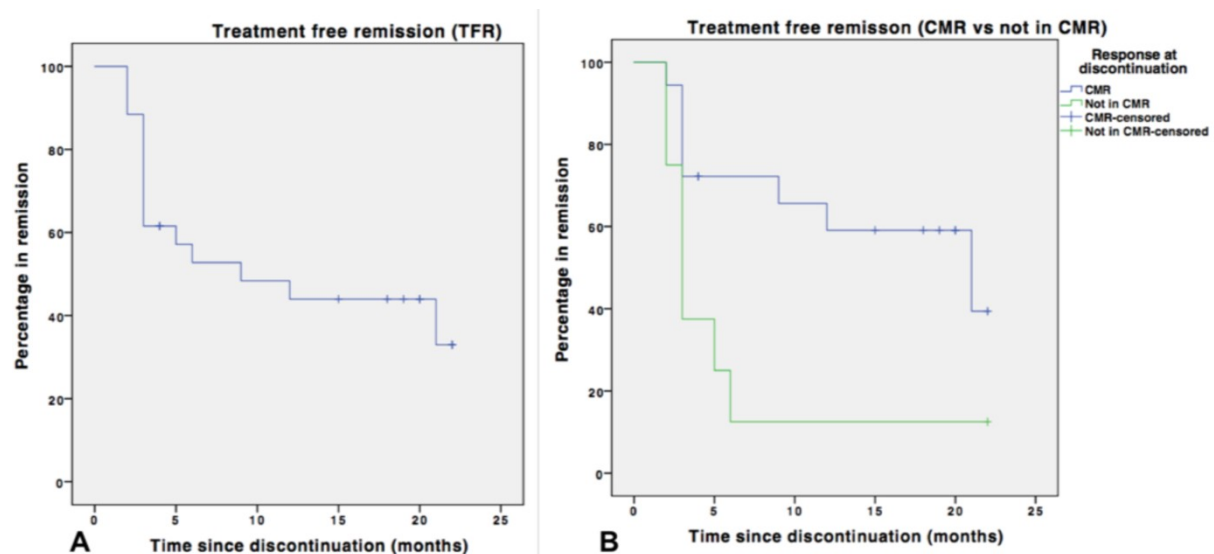 Treatment free remission (TFR)
Percentage in remission
100
80
60
40
20
0
0 5 10 15 20 25
Time since discontinuation (months)
A
Treatment free remisson (CMR vs not in CMR)
Percentage in remission
100
80
60
40
20
0
0 5 10 15 20 25
Time since discontinuation (months)
B
Response at
discontinuation
CMR
Not in CMR
CMR-censored
Not in CMR-censored